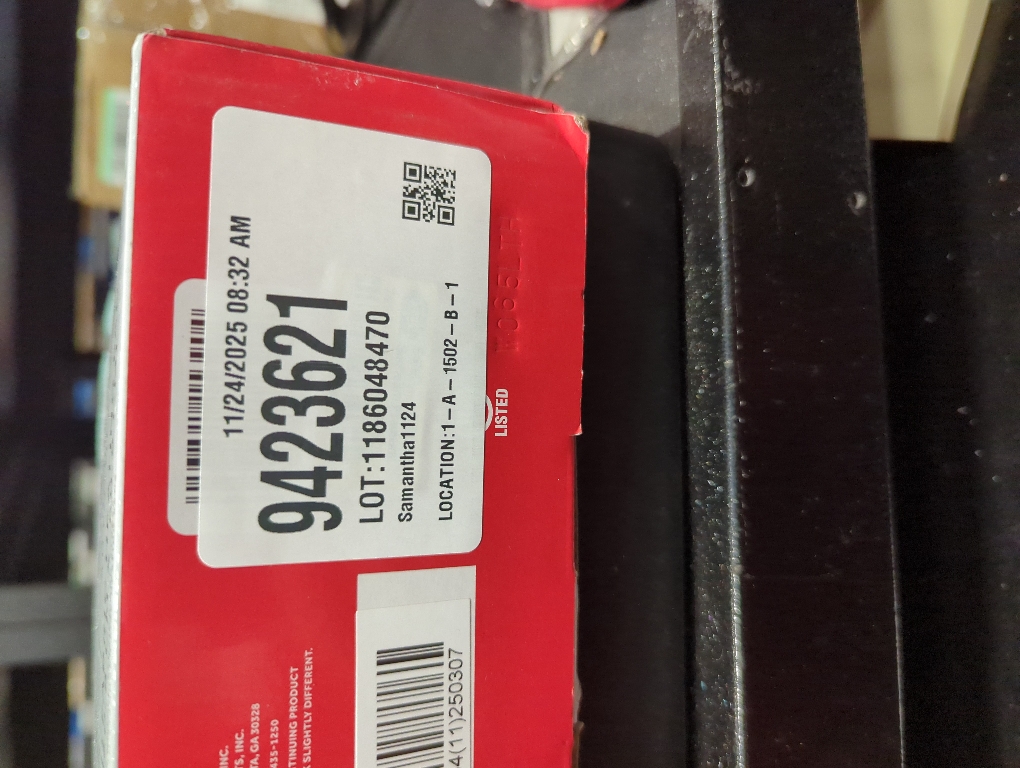 11/24/2025 08:32 AM
9423621
LOT:1186048470
Samantha1124
LOCATION:1-A-1502-B-1
LISTED
INC.
TS, INC.
TA, GA 30328
435-1250
TINUING PRODUCT
SLIGHTLY DIFFERENT.
4(11)250307